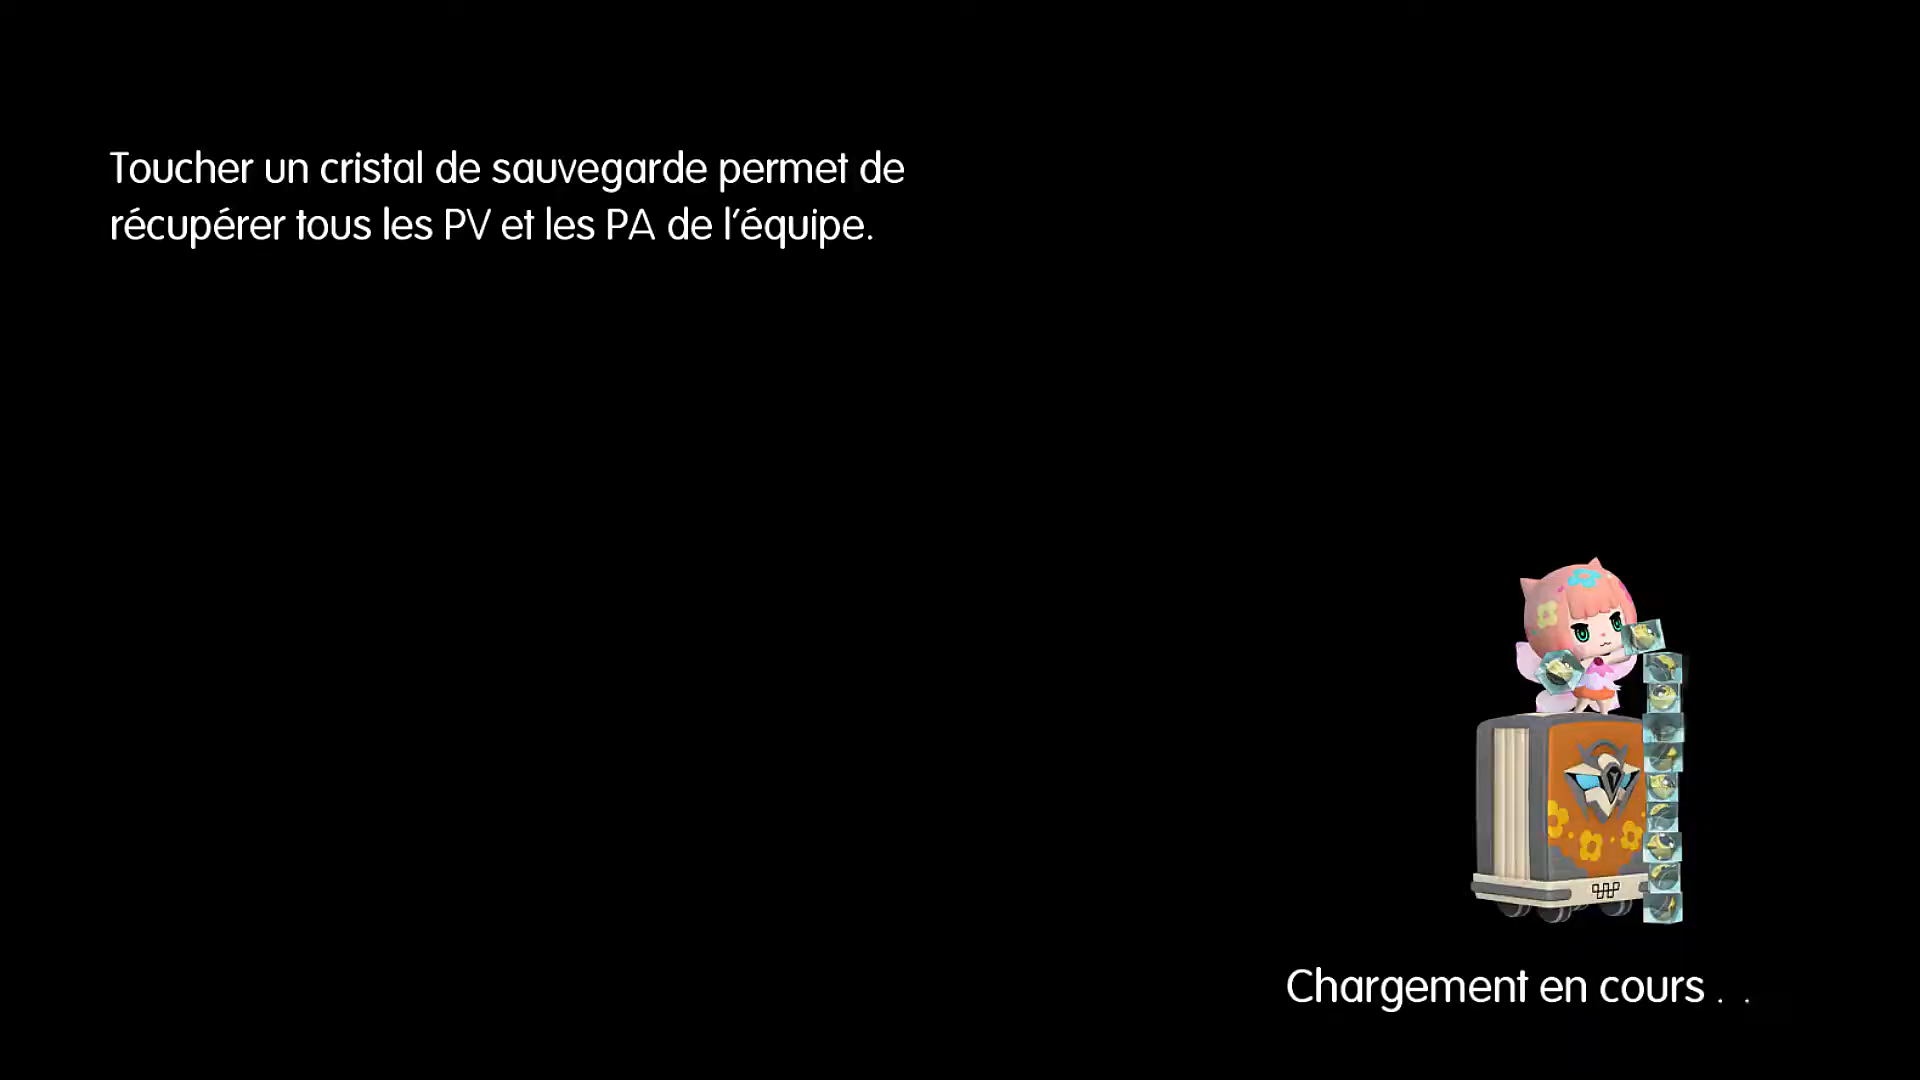 Toucher un cristal de sauvegarde permet de
récupérer tous les PV et les PA de l'équipe.
Chargement en cours . .